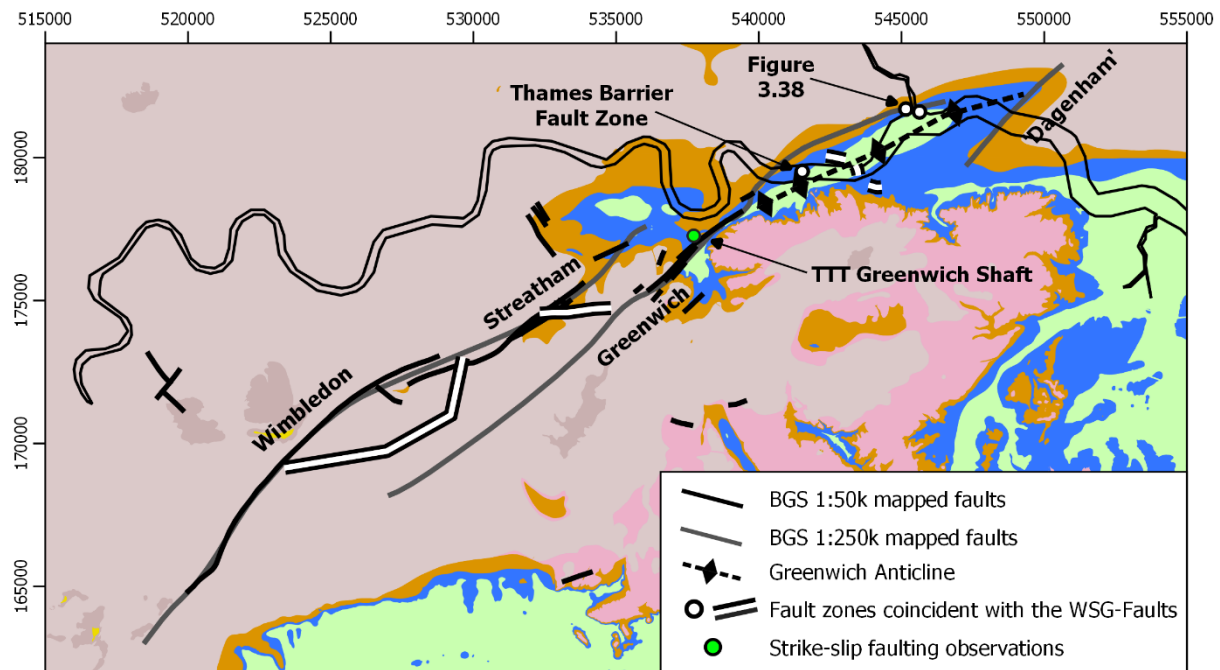 515000 520000 525000 530000 535000 540000 545000 550000 555000
180000
175000
170000
165000
Figure
3.38
Thames Barrier
Fault Zone
'Dagenham'
TTT Greenwich Shaft
Streatham
Greenwich
Wimbledon
BGS 1:50k mapped faults
BGS 1:250k mapped faults
Greenwich Anticline
Fault zones coincident with the WSG-Faults
Strike-slip faulting observations